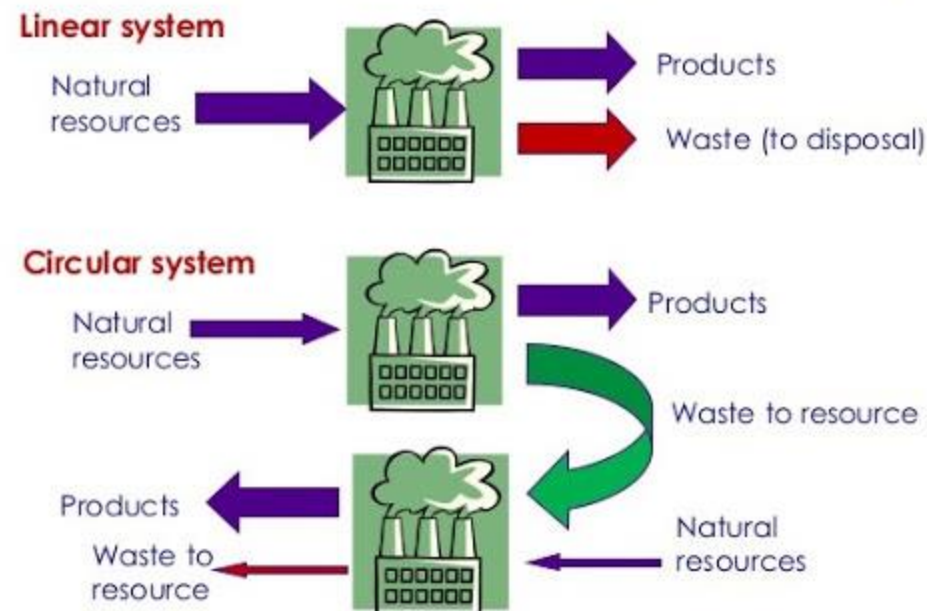 Linear system
Natural
resources
Products
Waste (to disposal)
Circular system
Natural
resources
Products
Waste to resource
Products
Waste to
resource
Natural
resources